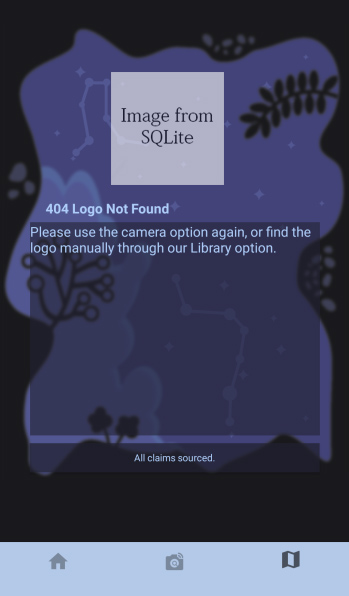 Image from
SQLite
404 Logo Not Found
Please use the camera option again, or find the
logo manually through our Library option.
All claims sourced.